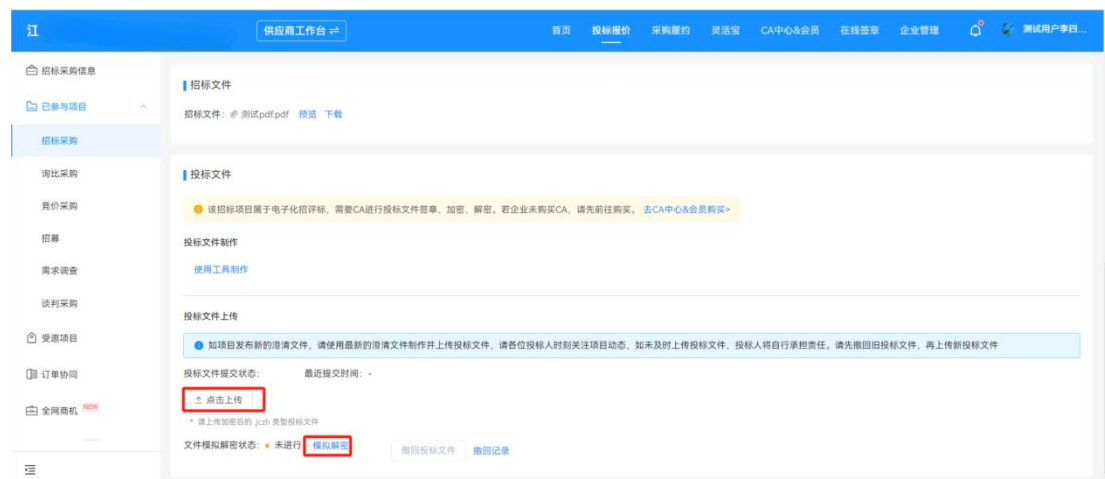 江
供应商工作台 ⇌
首页 投标报价 采购履约 灵活宝 CA中心&会员 在线签章 企业管理 测试用户李四...
招标采购信息
已参与项目
招标采购
询比采购
竞价采购
招募
需求调查
谈判采购
受邀项目
订单协同
全网商机 NEW
招标文件
招标文件： 测试pdf.pdf 预览 下载
投标文件
该招标项目属于电子化招评标，需要CA进行投标文件签章、加密、解密。若企业未购买CA，请先前往购买。 去CA中心&会员购买>
投标文件制作
使用工具制作
投标文件上传
如项目发布新的澄清文件，请使用最新的澄清文件制作并上传投标文件，请各位投标人时刻关注项目动态，如未及时上传投标文件，投标人将自行承担责任。请先撤回旧投标文件，再上传新投标文件
投标文件提交状态： 最近提交时间：-
点击上传
* 请上传加密后的 .jczh 类型投标文件
文件模拟解密状态： 未进行 模拟解密 撤回投标文件 撤回记录